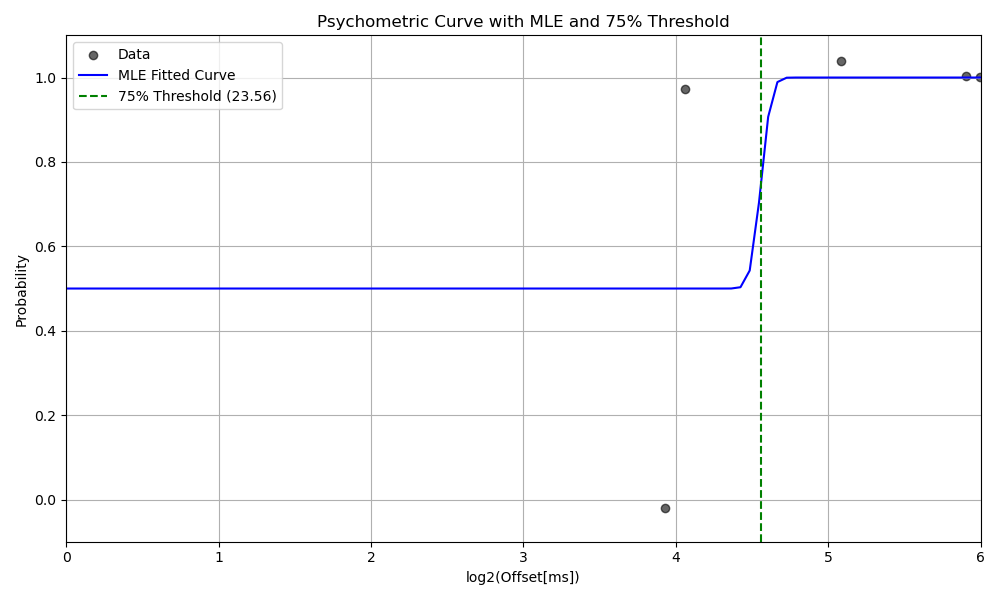 Psychometric Curve with MLE and 75% Threshold
Data
MLE Fitted Curve
75% Threshold (23.56)
Probability
1.0
0.8
0.6
0.4
0.2
0.0
0 1 2 3 4 5 6
log2(Offset[ms])